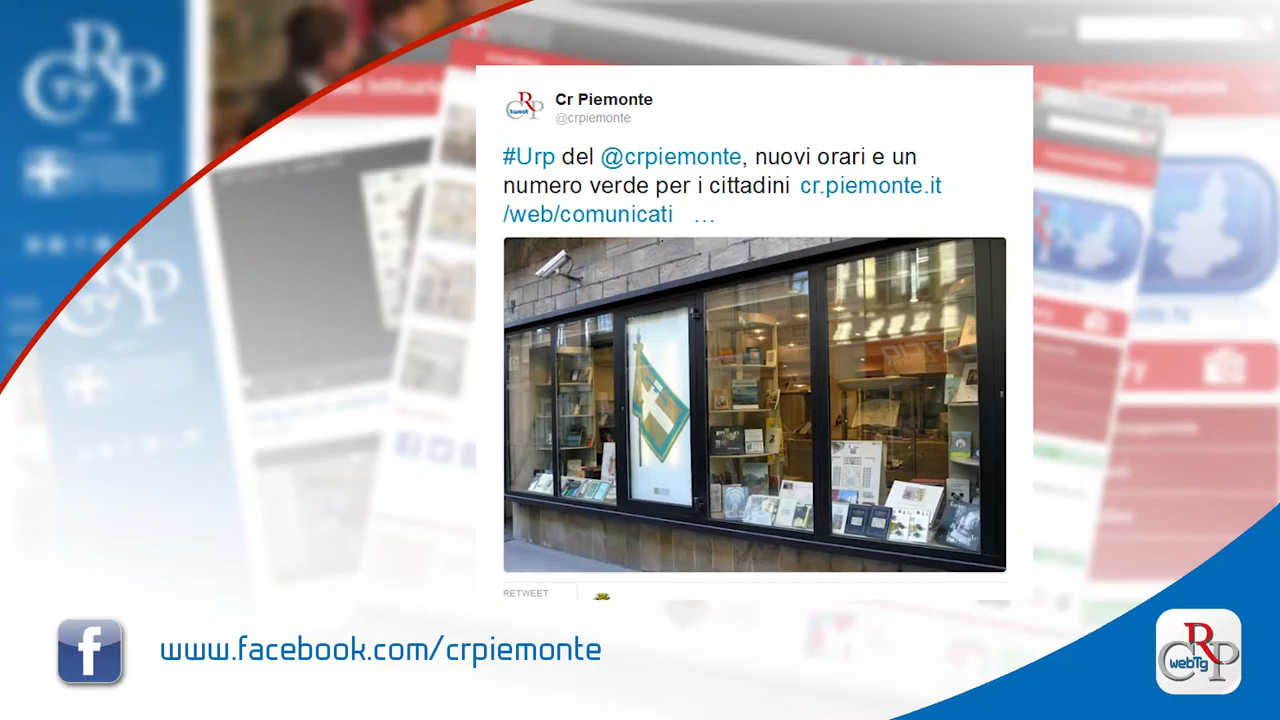 Cr Piemonte
@crpiemonte
#Urp del @crpiemonte, nuovi orari e un
numero verde per i cittadini cr.piemonte.it
/web/comunicati …
RETWEET
www.facebook.com/crpiemonte
CRP
webTg